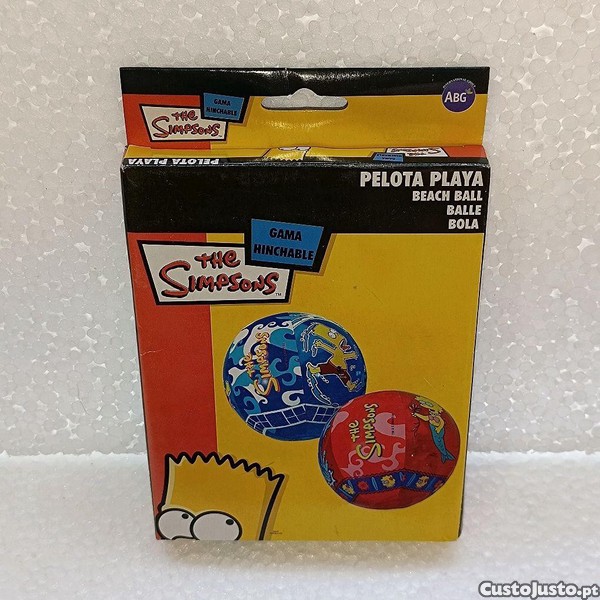 THE
SIMPSONS
GAMA
HINCHABLE
ABG
PELOTA PLAYA
PELOTA PLAYA
BEACH BALL
BALLE
BOLA
GAMA
HINCHABLE
THE
SIMPSONS™
THE
SIMPSONS
THE
SIMPSONS
CustoJusto.pt